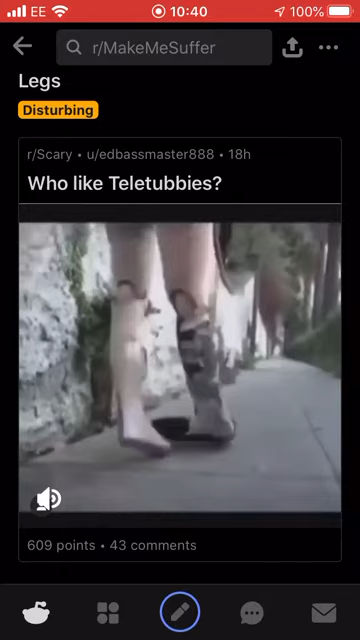 EE 10:40 100%
r/MakeMeSuffer
Legs
Disturbing
r/Scary • u/edbassmaster888 • 18h
Who like Teletubbies?
609 points • 43 comments